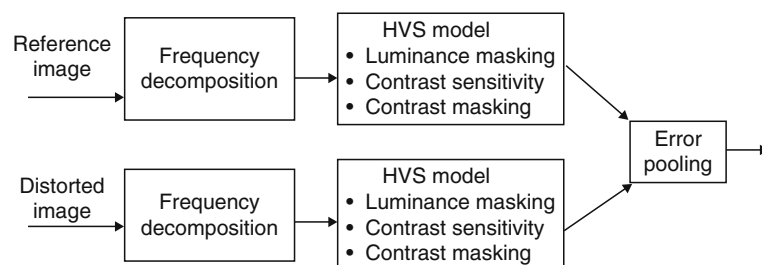 Reference
image
Frequency
decomposition
HVS model
• Luminance masking
• Contrast sensitivity
• Contrast masking
Error
pooling
Distorted
image
Frequency
decomposition
HVS model
• Luminance masking
• Contrast sensitivity
• Contrast masking